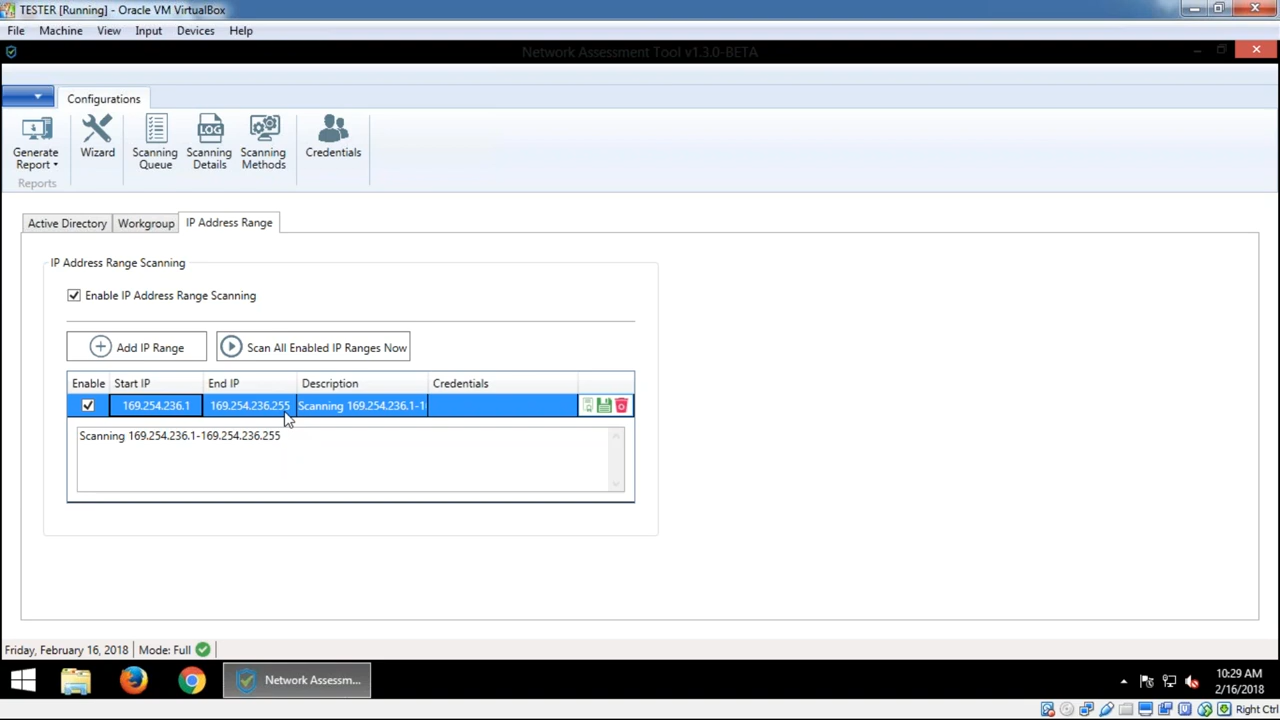 TESTER [Running] - Oracle VM VirtualBox
File Machine View Input Devices Help
Network Assessment Tool v1.3.0-BETA
Configurations
Generate Report
Wizard
Scanning Queue
LOG
Scanning Details
Scanning Methods
Credentials
Reports
Active Directory Workgroup IP Address Range
IP Address Range Scanning
Enable IP Address Range Scanning
Add IP Range Scan All Enabled IP Ranges Now
Enable Start IP End IP Description Credentials
169.254.236.1 169.254.236.255 Scanning 169.254.236.1-1
Scanning 169.254.236.1-169.254.236.255
Friday, February 16, 2018 Mode: Full
Network Assessm...
10:29 AM
2/16/2018
Right Ctrl